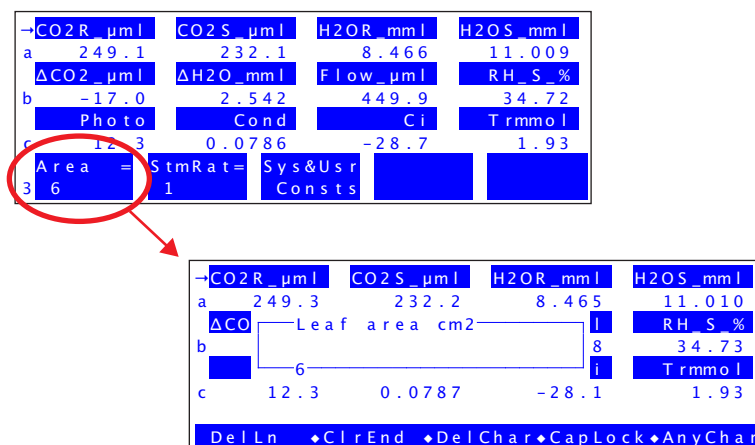 →CO2R_µml CO2S_µml H2OR_mml H2OS_mml
a 249.1 232.1 8.466 11.009
ΔCO2_µml ΔH2O_mml Flow_µml RH_S_%
b -17.0 2.542 449.9 34.72
Photo Cond Ci Trmmol
c 12.3 0.0786 -28.7 1.93
Area = StmRat= Sys&Usr
3 6 1 Consts
→CO2R_µml CO2S_µml H2OR_mml H2OS_mml
a 249.3 232.2 8.465 11.010
ΔCO Leaf area cm2 l RH_S_%
b 8 34.73
6 i Trmmol
c 12.3 0.0787 -28.1 1.93
DelLn ◆ClrEnd ◆DelChar◆CapLock◆AnyChar